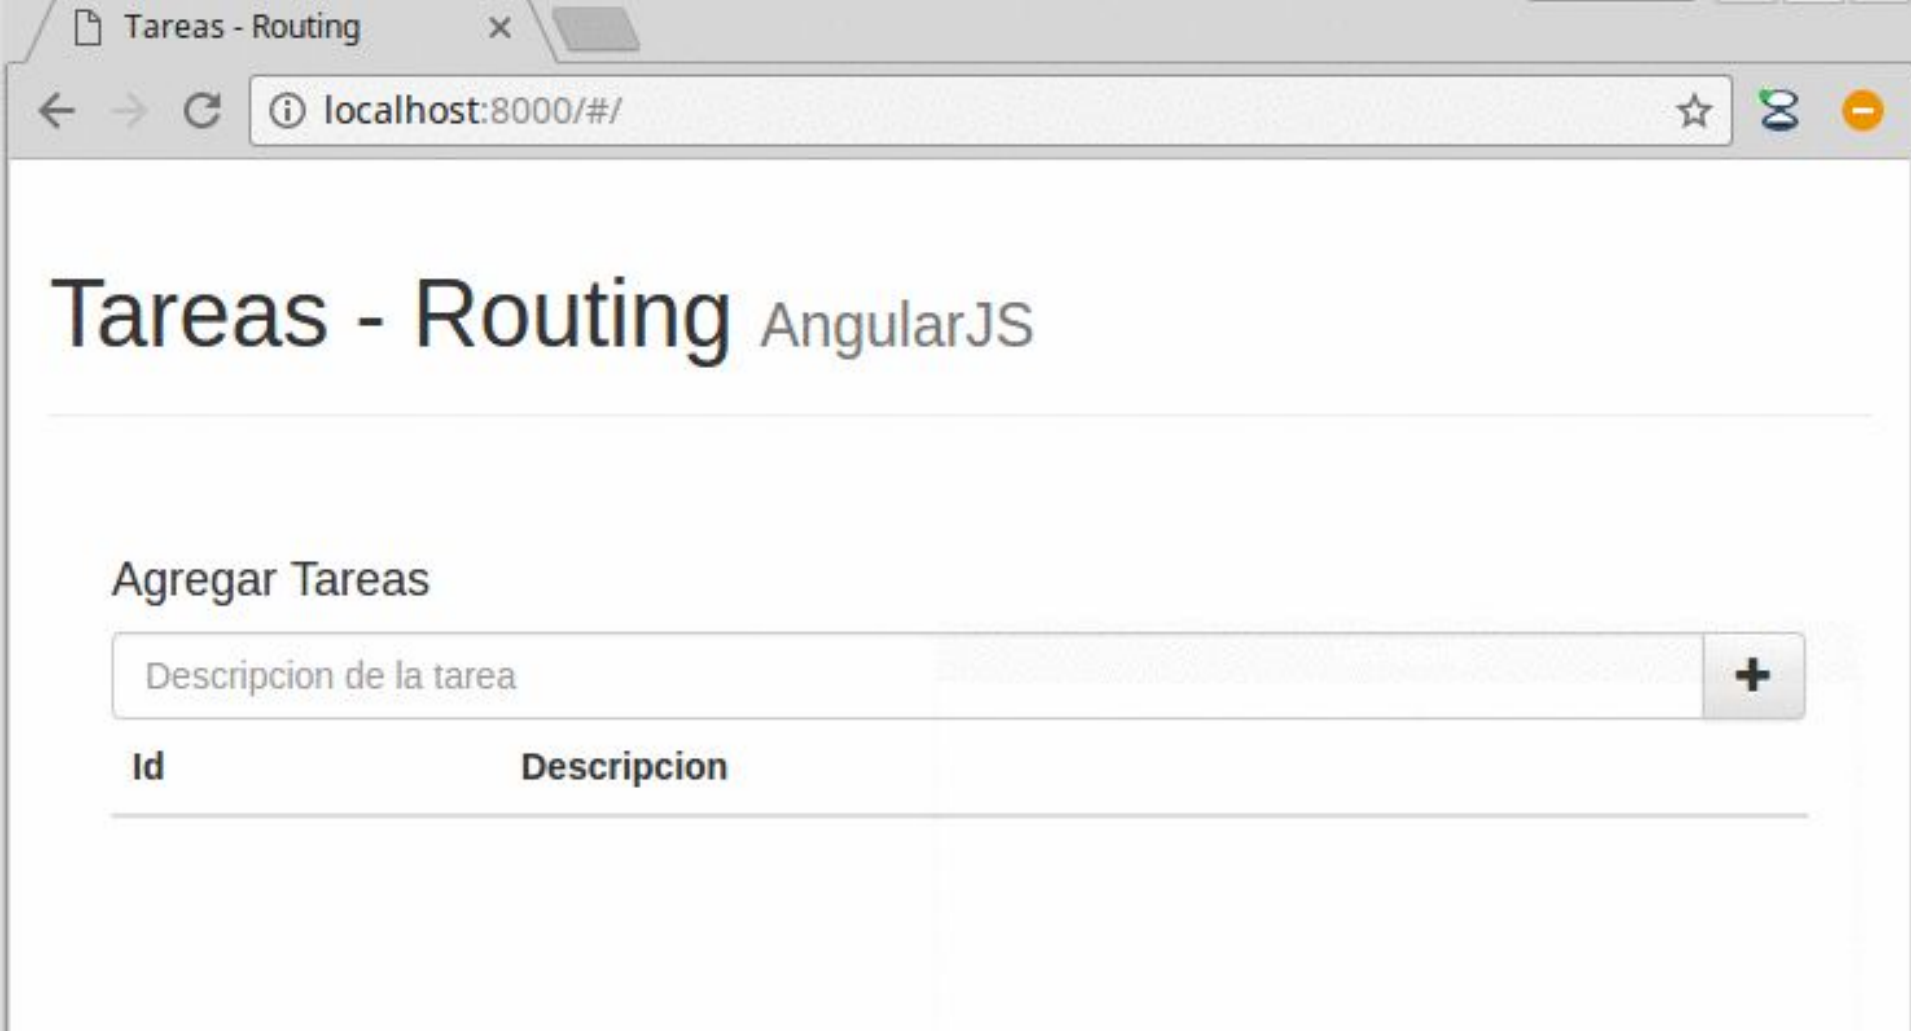 Tareas - Routing
localhost:8000/#/
Tareas - Routing AngularJS
Agregar Tareas
Descripcion de la tarea
Id Descripcion